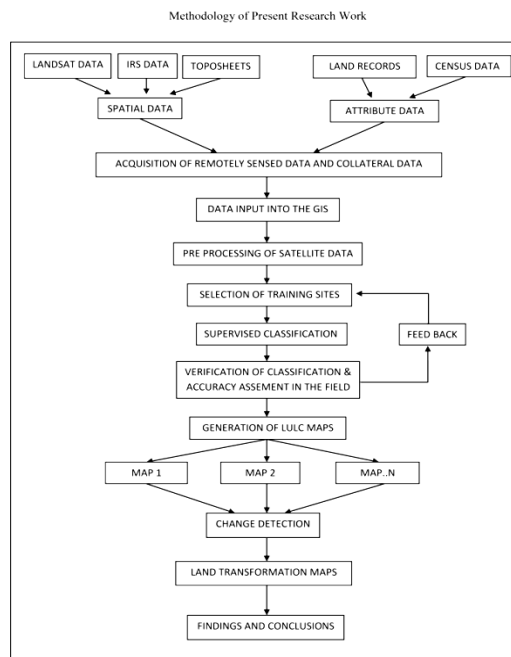 Methodology of Present Research Work
LANDSAT DATA
IRS DATA
TOPOSHEETS
LAND RECORDS
CENSUS DATA
SPATIAL DATA
ATTRIBUTE DATA
ACQUISITION OF REMOTELY SENSED DATA AND COLLATERAL DATA
DATA INPUT INTO THE GIS
PRE PROCESSING OF SATELLITE DATA
SELECTION OF TRAINING SITES
SUPERVISED CLASSIFICATION
FEED BACK
VERIFICATION OF CLASSIFICATION &
ACCURACY ASSEMENT IN THE FIELD
GENERATION OF LULC MAPS
MAP 1
MAP 2
MAP..N
CHANGE DETECTION
LAND TRANSFORMATION MAPS
FINDINGS AND CONCLUSIONS